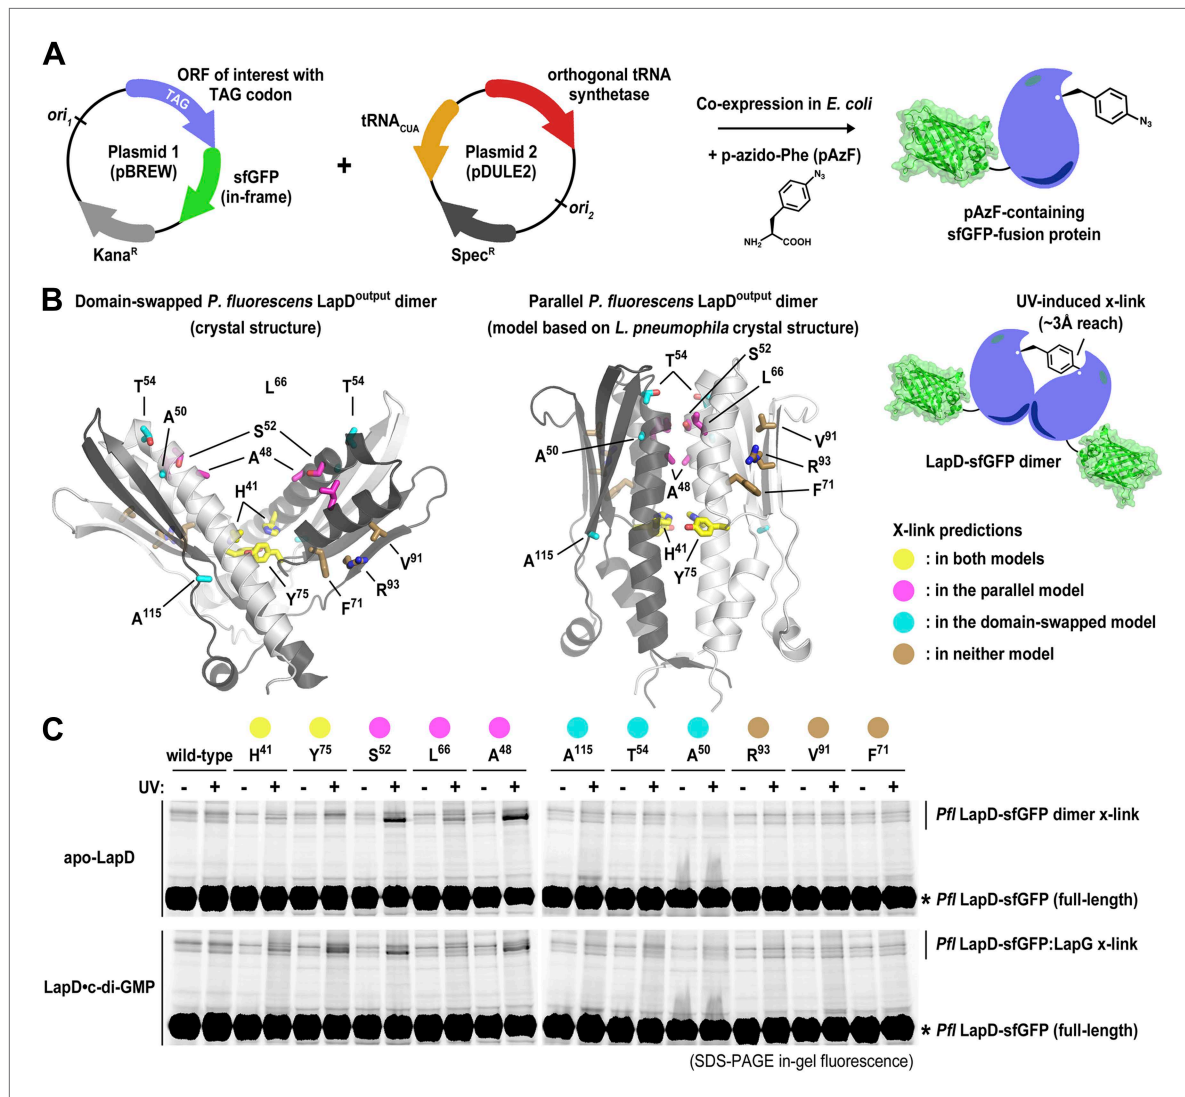 A
ORF of interest with
TAG codon
TAG
ori1
Plasmid 1
(pBREW)
sfGFP
(in-frame)
KanaR
+
orthogonal tRNA
synthetase
tRNACUA
Plasmid 2
(pDULE2)
ori2
SpecR
Co-expression in E. coli
+ p-azido-Phe (pAzF)
N3
NH2
COOH
N3
pAzF-containing
sfGFP-fusion protein
B
Domain-swapped P. fluorescens LapDoutput dimer
(crystal structure)
T54
L66
T54
A50
S52
A48
H41
V91
R93
A115
Y75
F71
Parallel P. fluorescens LapDoutput dimer
(model based on L. pneumophila crystal structure)
T54
S52
L66
A50
V91
R93
A48
F71
H41
A115
Y75
UV-induced x-link
(~3Å reach)
LapD-sfGFP dimer
X-link predictions
: in both models
: in the parallel model
: in the domain-swapped model
: in neither model
C
wild-type H41 Y75 S52 L66 A48 A115 T54 A50 R93 V91 F71
UV: - + - + - + - + - + - + - + - + - + - + - + - +
Pfl LapD-sfGFP dimer x-link
apo-LapD
* Pfl LapD-sfGFP (full-length)
Pfl LapD-sfGFP:LapG x-link
LapD•c-di-GMP
* Pfl LapD-sfGFP (full-length)
(SDS-PAGE in-gel fluorescence)